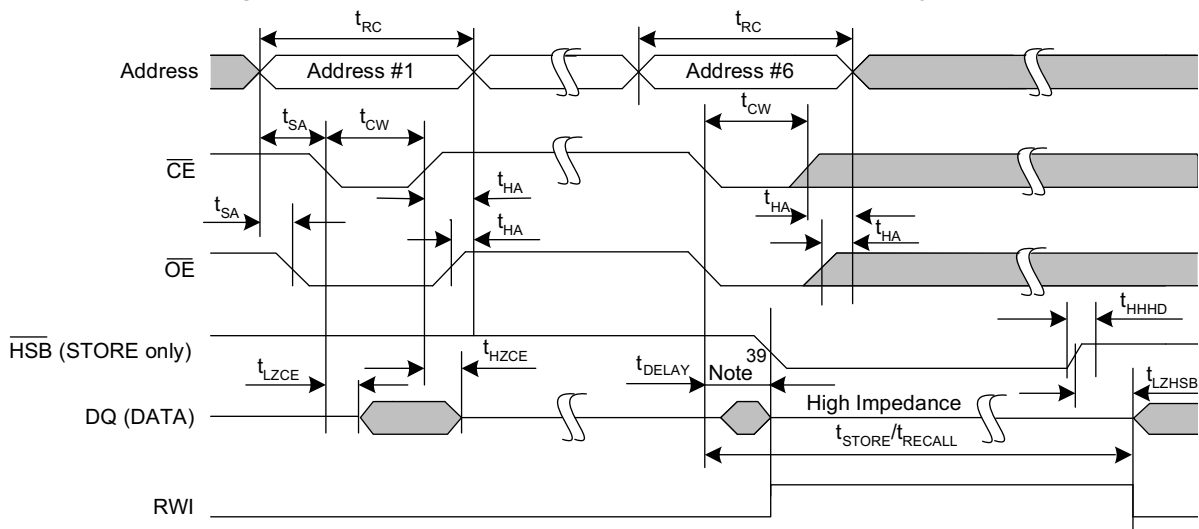 tRC
tRC
Address
Address #1
Address #6
tSA
tCW
tCW
CE
tHA
tHA
tSA
tHA
tHA
OE
tHHHD
HSB (STORE only)
tLZCE
tHZCE
tDELAY
Note 39
tLZHSB
DQ (DATA)
High Impedance
tSTORE/tRECALL
RWI